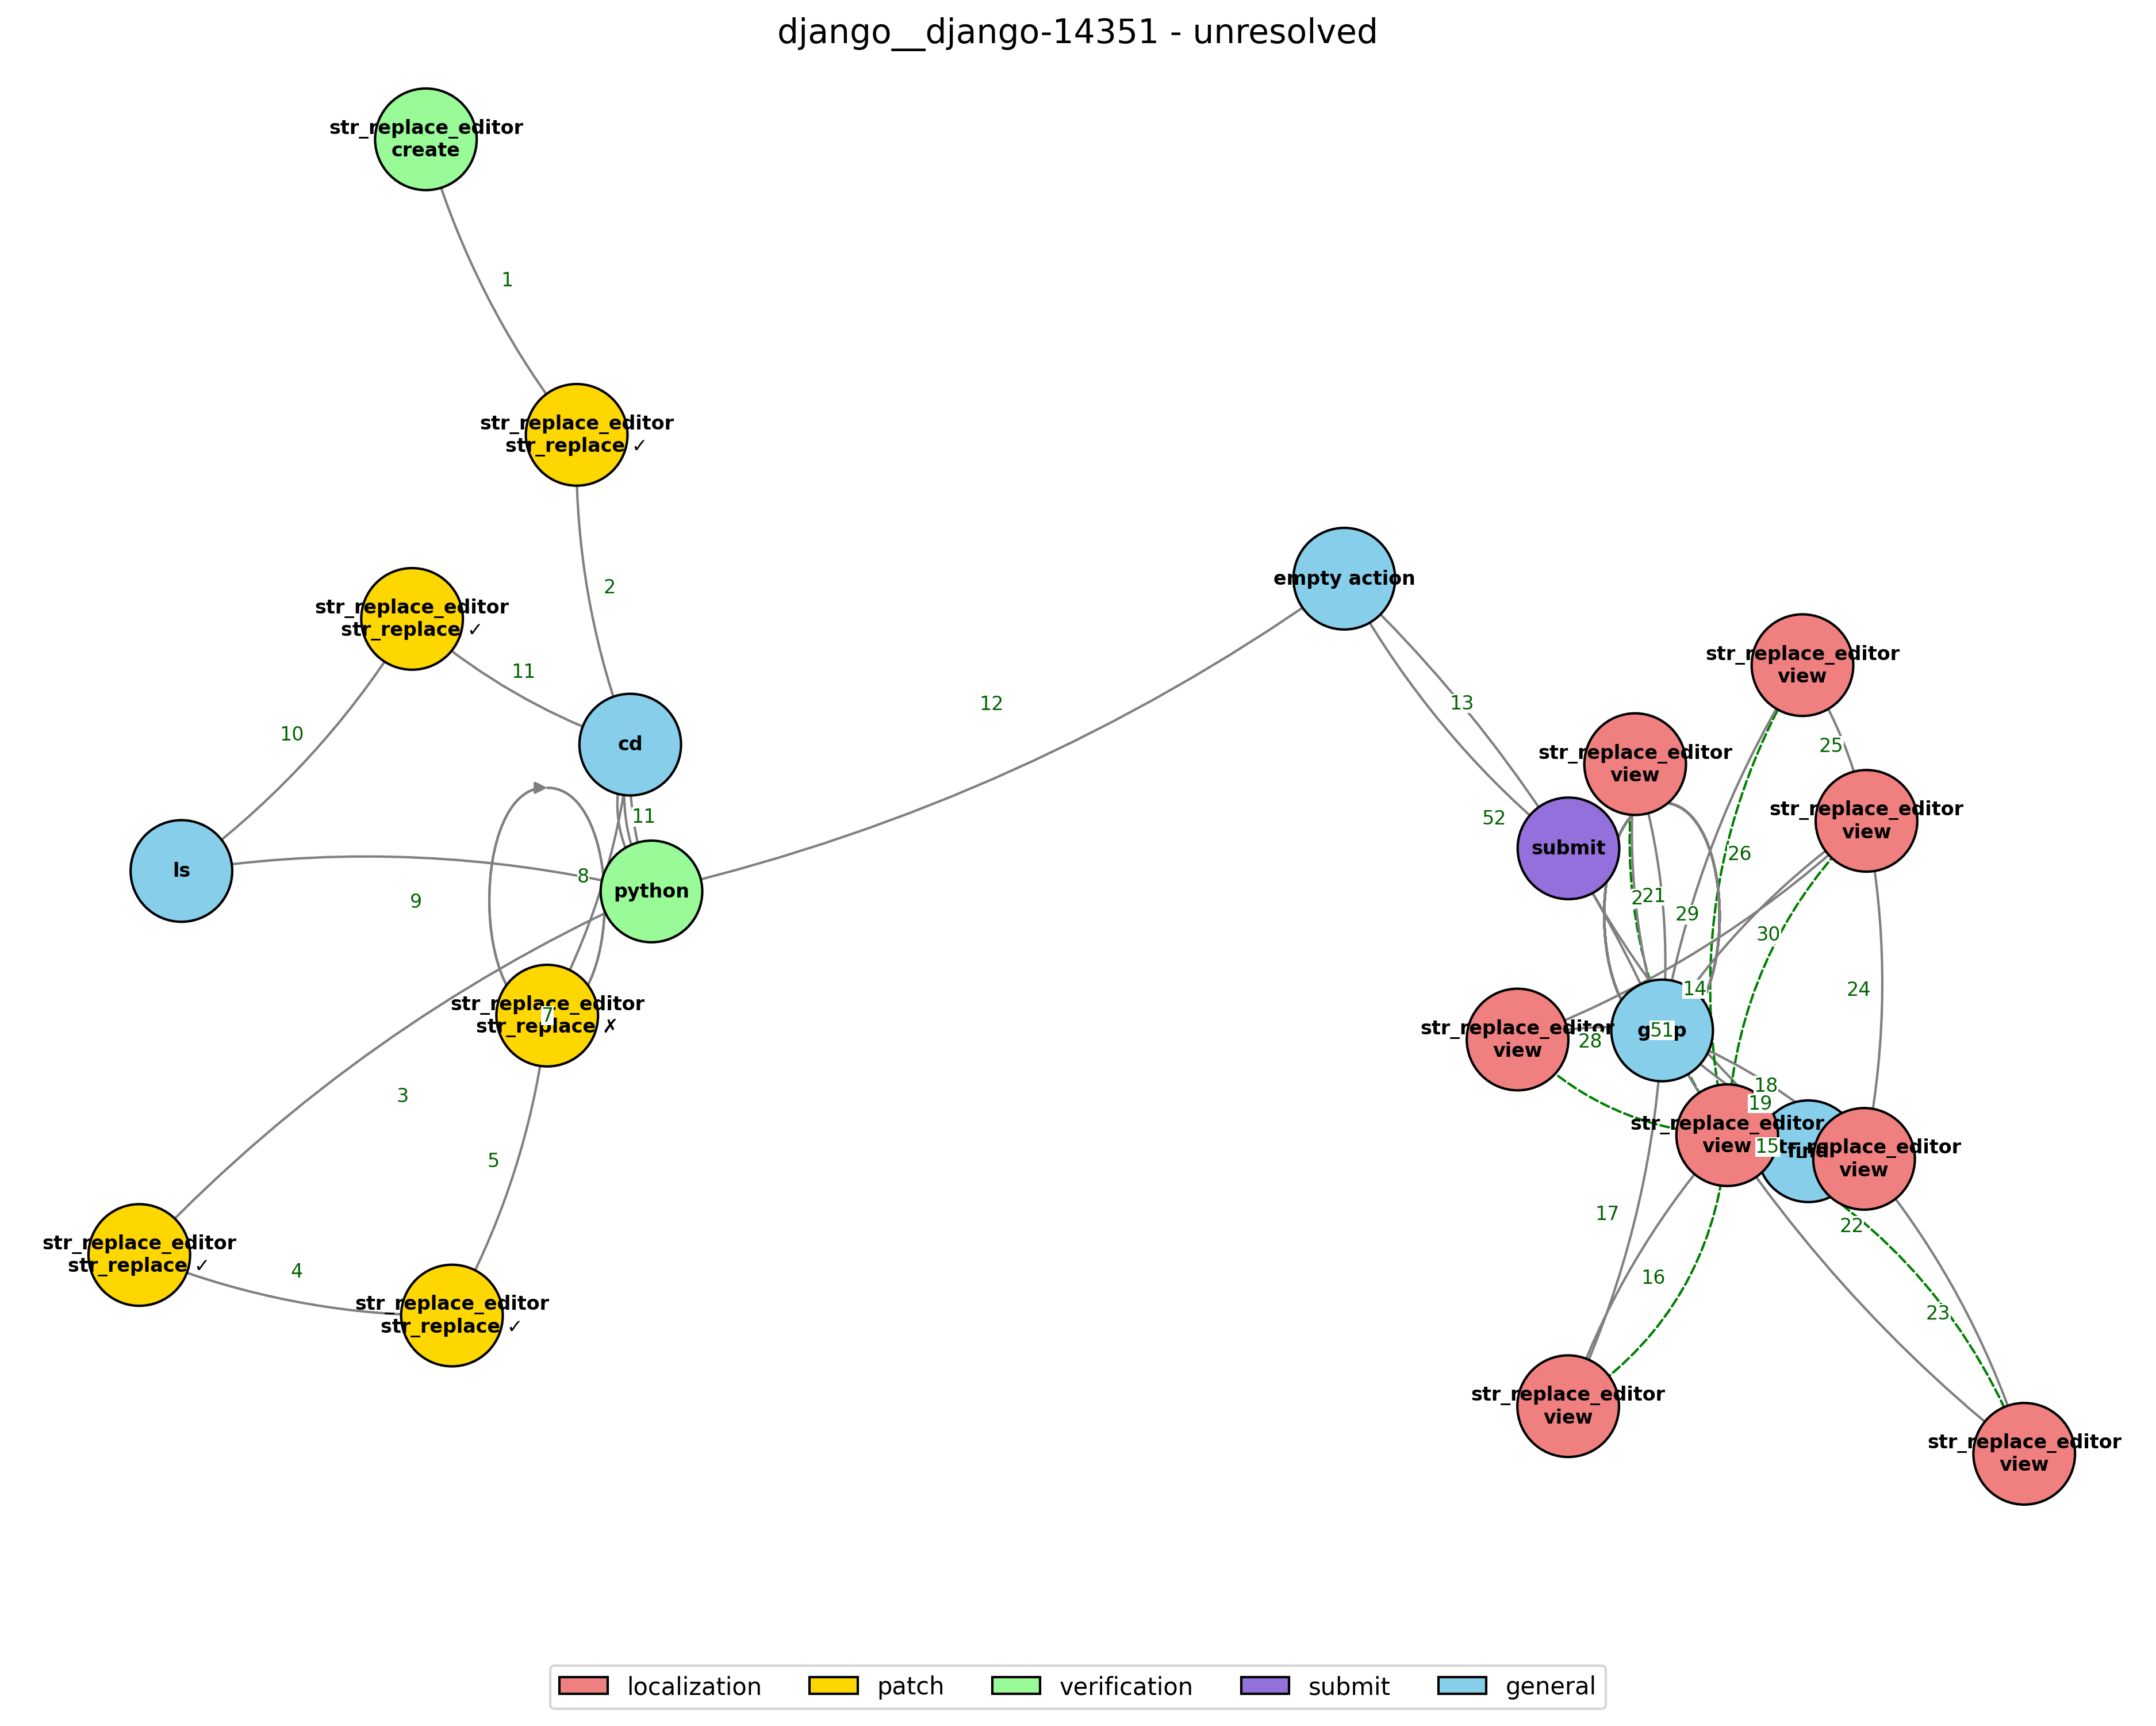 django__django-14351 - unresolved
str_replace_editor
create
1
str_replace_editor
str_replace ✓
2
empty action
str_replace_editor
str_replace ✓
11
10
cd
12
13
str_replace_editor
view
25
str_replace_editor
view
str_replace_editor
view
11
52
submit
ls
8
python
9
26
21
29
30
str_replace_editor
str_replace ✗
7
14
24
str_replace_editor
view
28
51
3
18
19
str_replace_editor
view
15
str_replace_editor
view
5
17
22
str_replace_editor
str_replace ✓
4
16
str_replace_editor
str_replace ✓
23
str_replace_editor
view
str_replace_editor
view
localization
patch
verification
submit
general